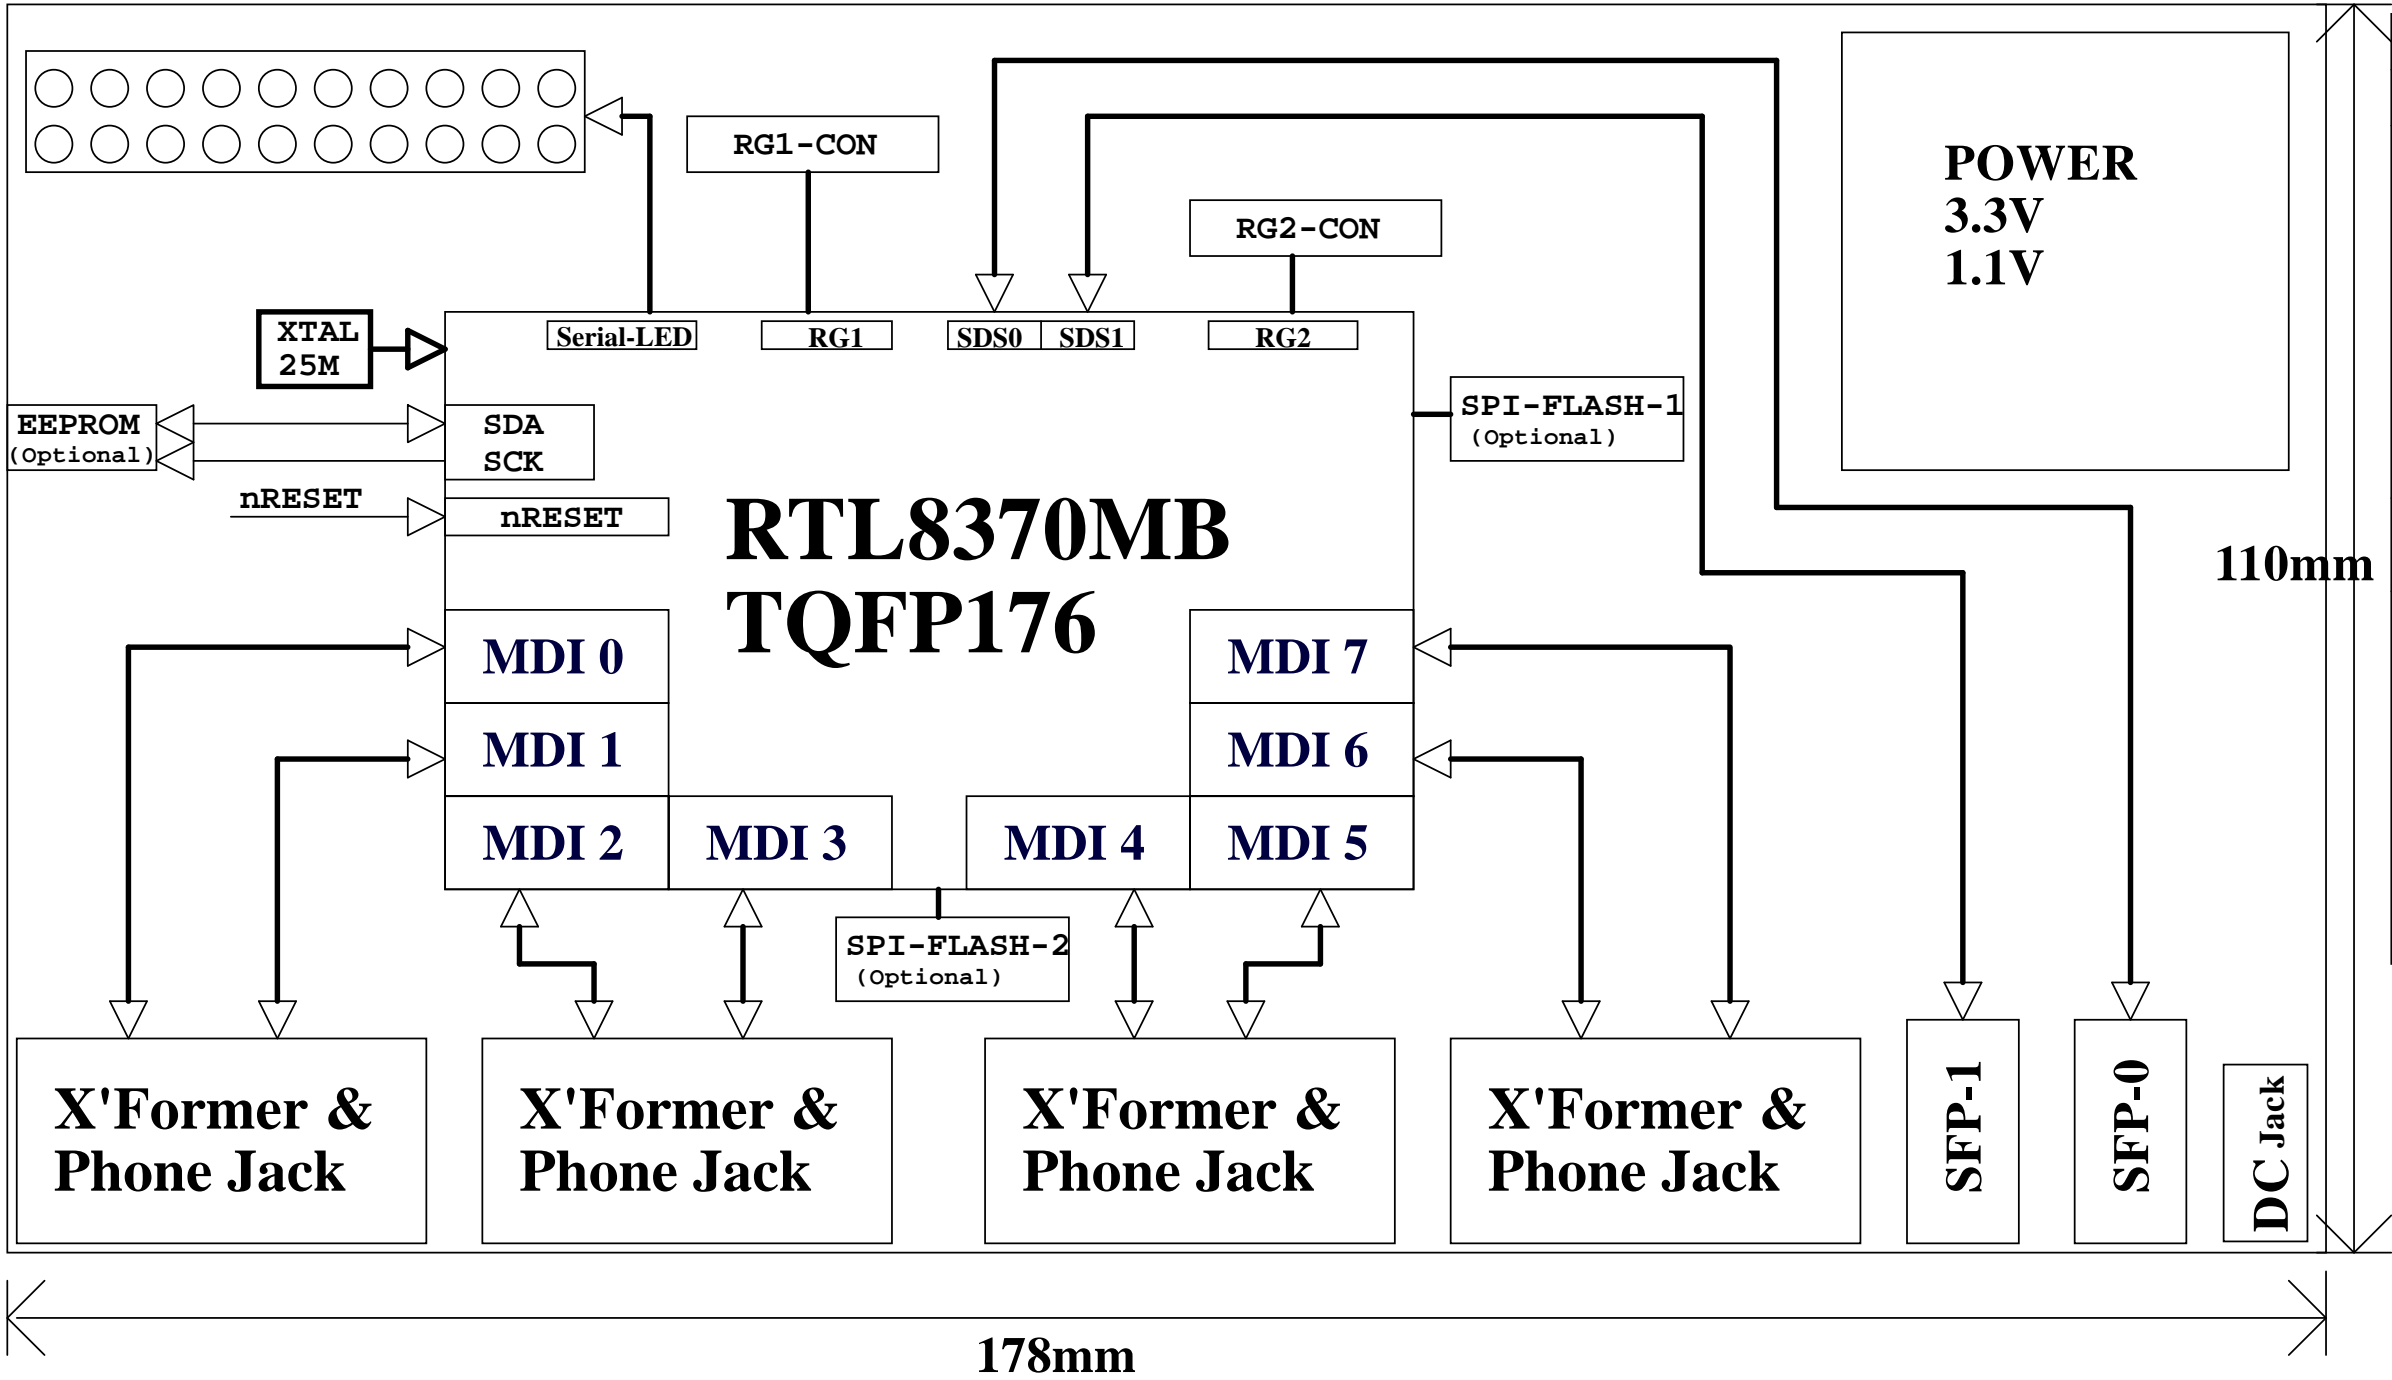 RG1-CON
POWER
3.3V
1.1V
RG2-CON
XTAL
25M
Serial-LED
RG1
SDS0
SDS1
RG2
EEPROM
(Optional)
SDA
SCK
SPI-FLASH-1
(Optional)
nRESET
nRESET
RTL8370MB
TQFP176
110mm
MDI 0
MDI 7
MDI 1
MDI 6
MDI 2
MDI 3
MDI 4
MDI 5
SPI-FLASH-2
(Optional)
X'Former &
Phone Jack
X'Former &
Phone Jack
X'Former &
Phone Jack
X'Former &
Phone Jack
SFP-1
SFP-0
DC Jack
178mm